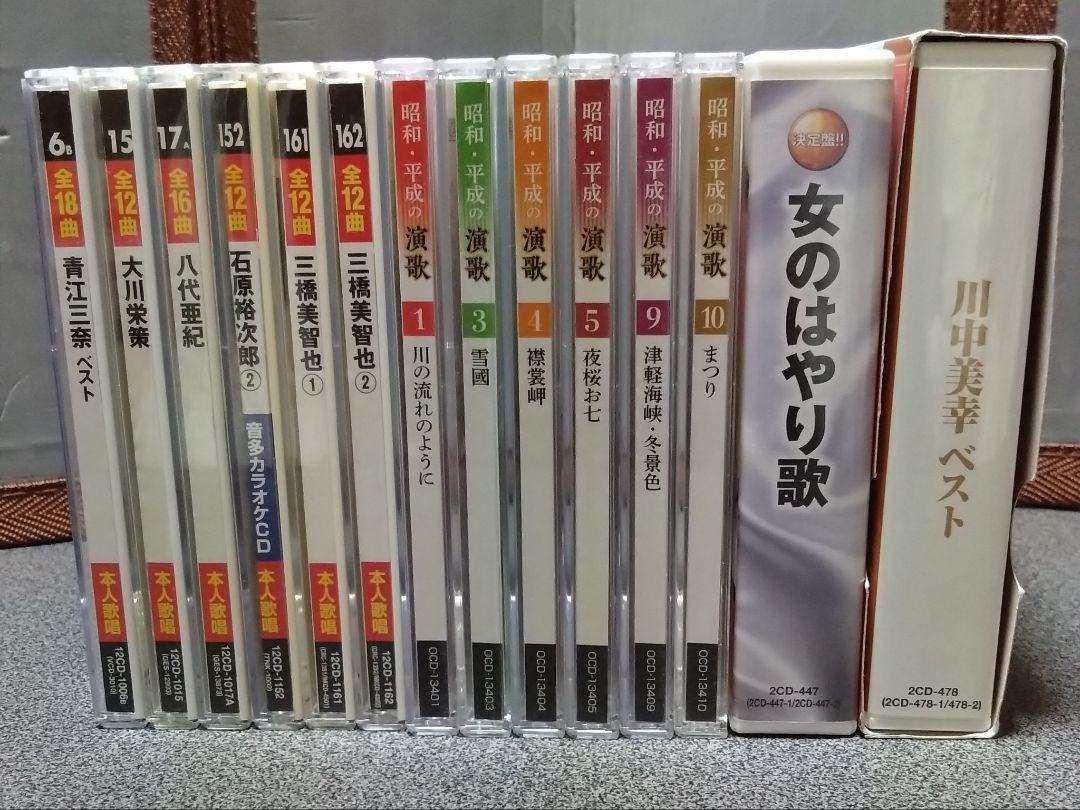 6B
全18曲
青江三奈 ベスト
12CD-1006B
15
全12曲
大川栄策
本人歌唱
12CD-1015
17A
全16曲
八代亜紀
本人歌唱
12CD-1017A
152
全12曲
石原裕次郎②
音多カラオケCD
本人歌唱
12CD-1152
161
全12曲
三橋美智也①
本人歌唱
12CD-1161
162
全12曲
三橋美智也②
本人歌唱
12CD-1162
昭和・平成の演歌
1
川の流れのように
OCD-13401
昭和・平成の演歌
3
雪國
OCD-13403
昭和・平成の演歌
4
襟裳岬
OCD-13404
昭和・平成の演歌
5
夜桜お七
OCD-13405
昭和・平成の演歌
9
津軽海峡・冬景色
OCD-13409
昭和・平成の演歌
10
まつり
OCD-13410
決定盤!!
女のはやり歌
2CD-447
(2CD-447-1/2CD-447-2)
川中美幸 ベスト
2CD-478
(2CD-478-1/478-2)